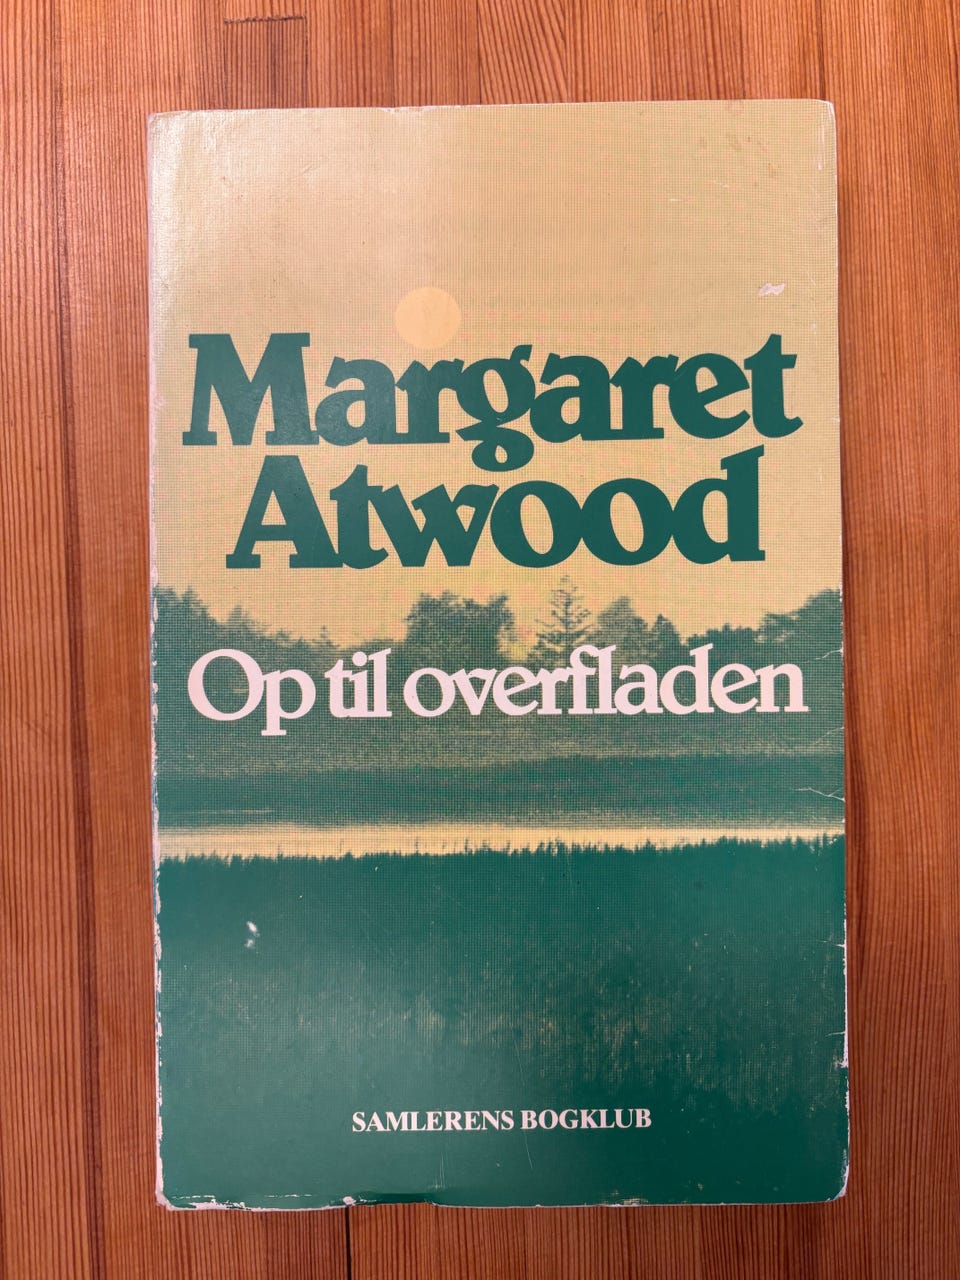 Margaret
Atwood
Op til overfladen
SAMLERENS BOGKLUB